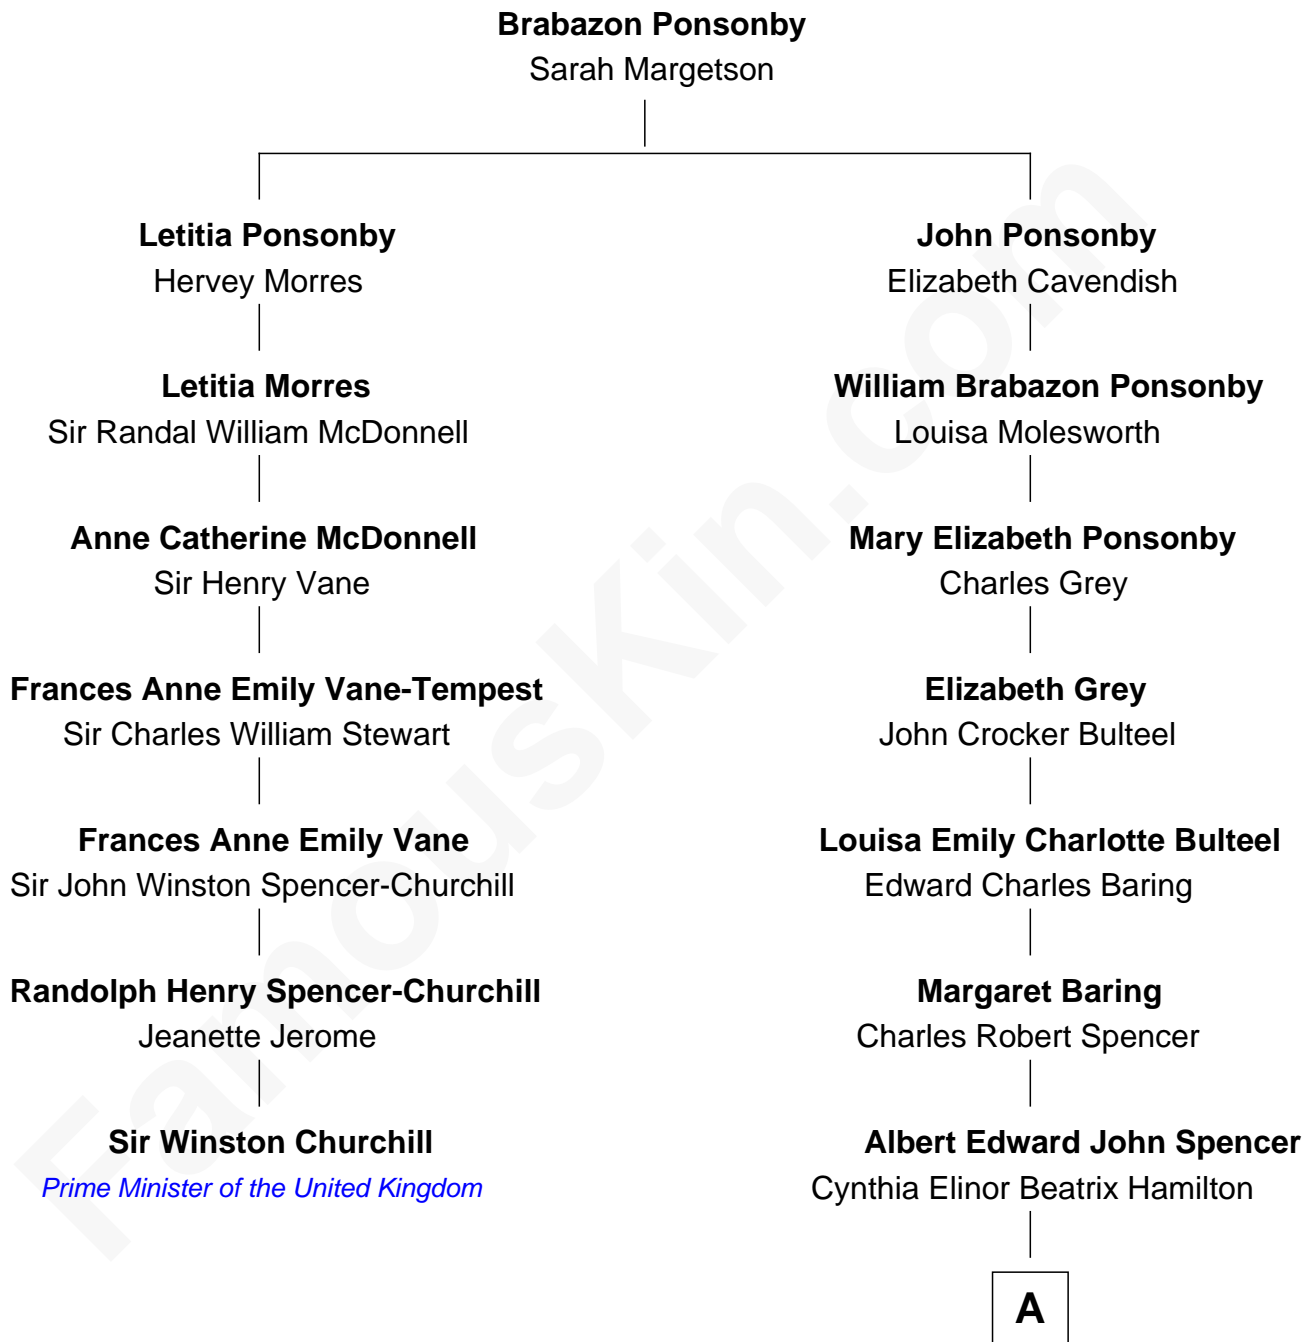 Brabazon Ponsonby
Sarah Margetson
Letitia Ponsonby
Hervey Morres
John Ponsonby
Elizabeth Cavendish
Letitia Morres
Sir Randal William McDonnell
William Brabazon Ponsonby
Louisa Molesworth
Anne Catherine McDonnell
Sir Henry Vane
Mary Elizabeth Ponsonby
Charles Grey
Frances Anne Emily Vane-Tempest
Sir Charles William Stewart
Elizabeth Grey
John Crocker Bulteel
Frances Anne Emily Vane
Sir John Winston Spencer-Churchill
Louisa Emily Charlotte Bulteel
Edward Charles Baring
Randolph Henry Spencer-Churchill
Jeanette Jerome
Margaret Baring
Charles Robert Spencer
Sir Winston Churchill
Prime Minister of the United Kingdom
Albert Edward John Spencer
Cynthia Elinor Beatrix Hamilton
A
FamousKin.com